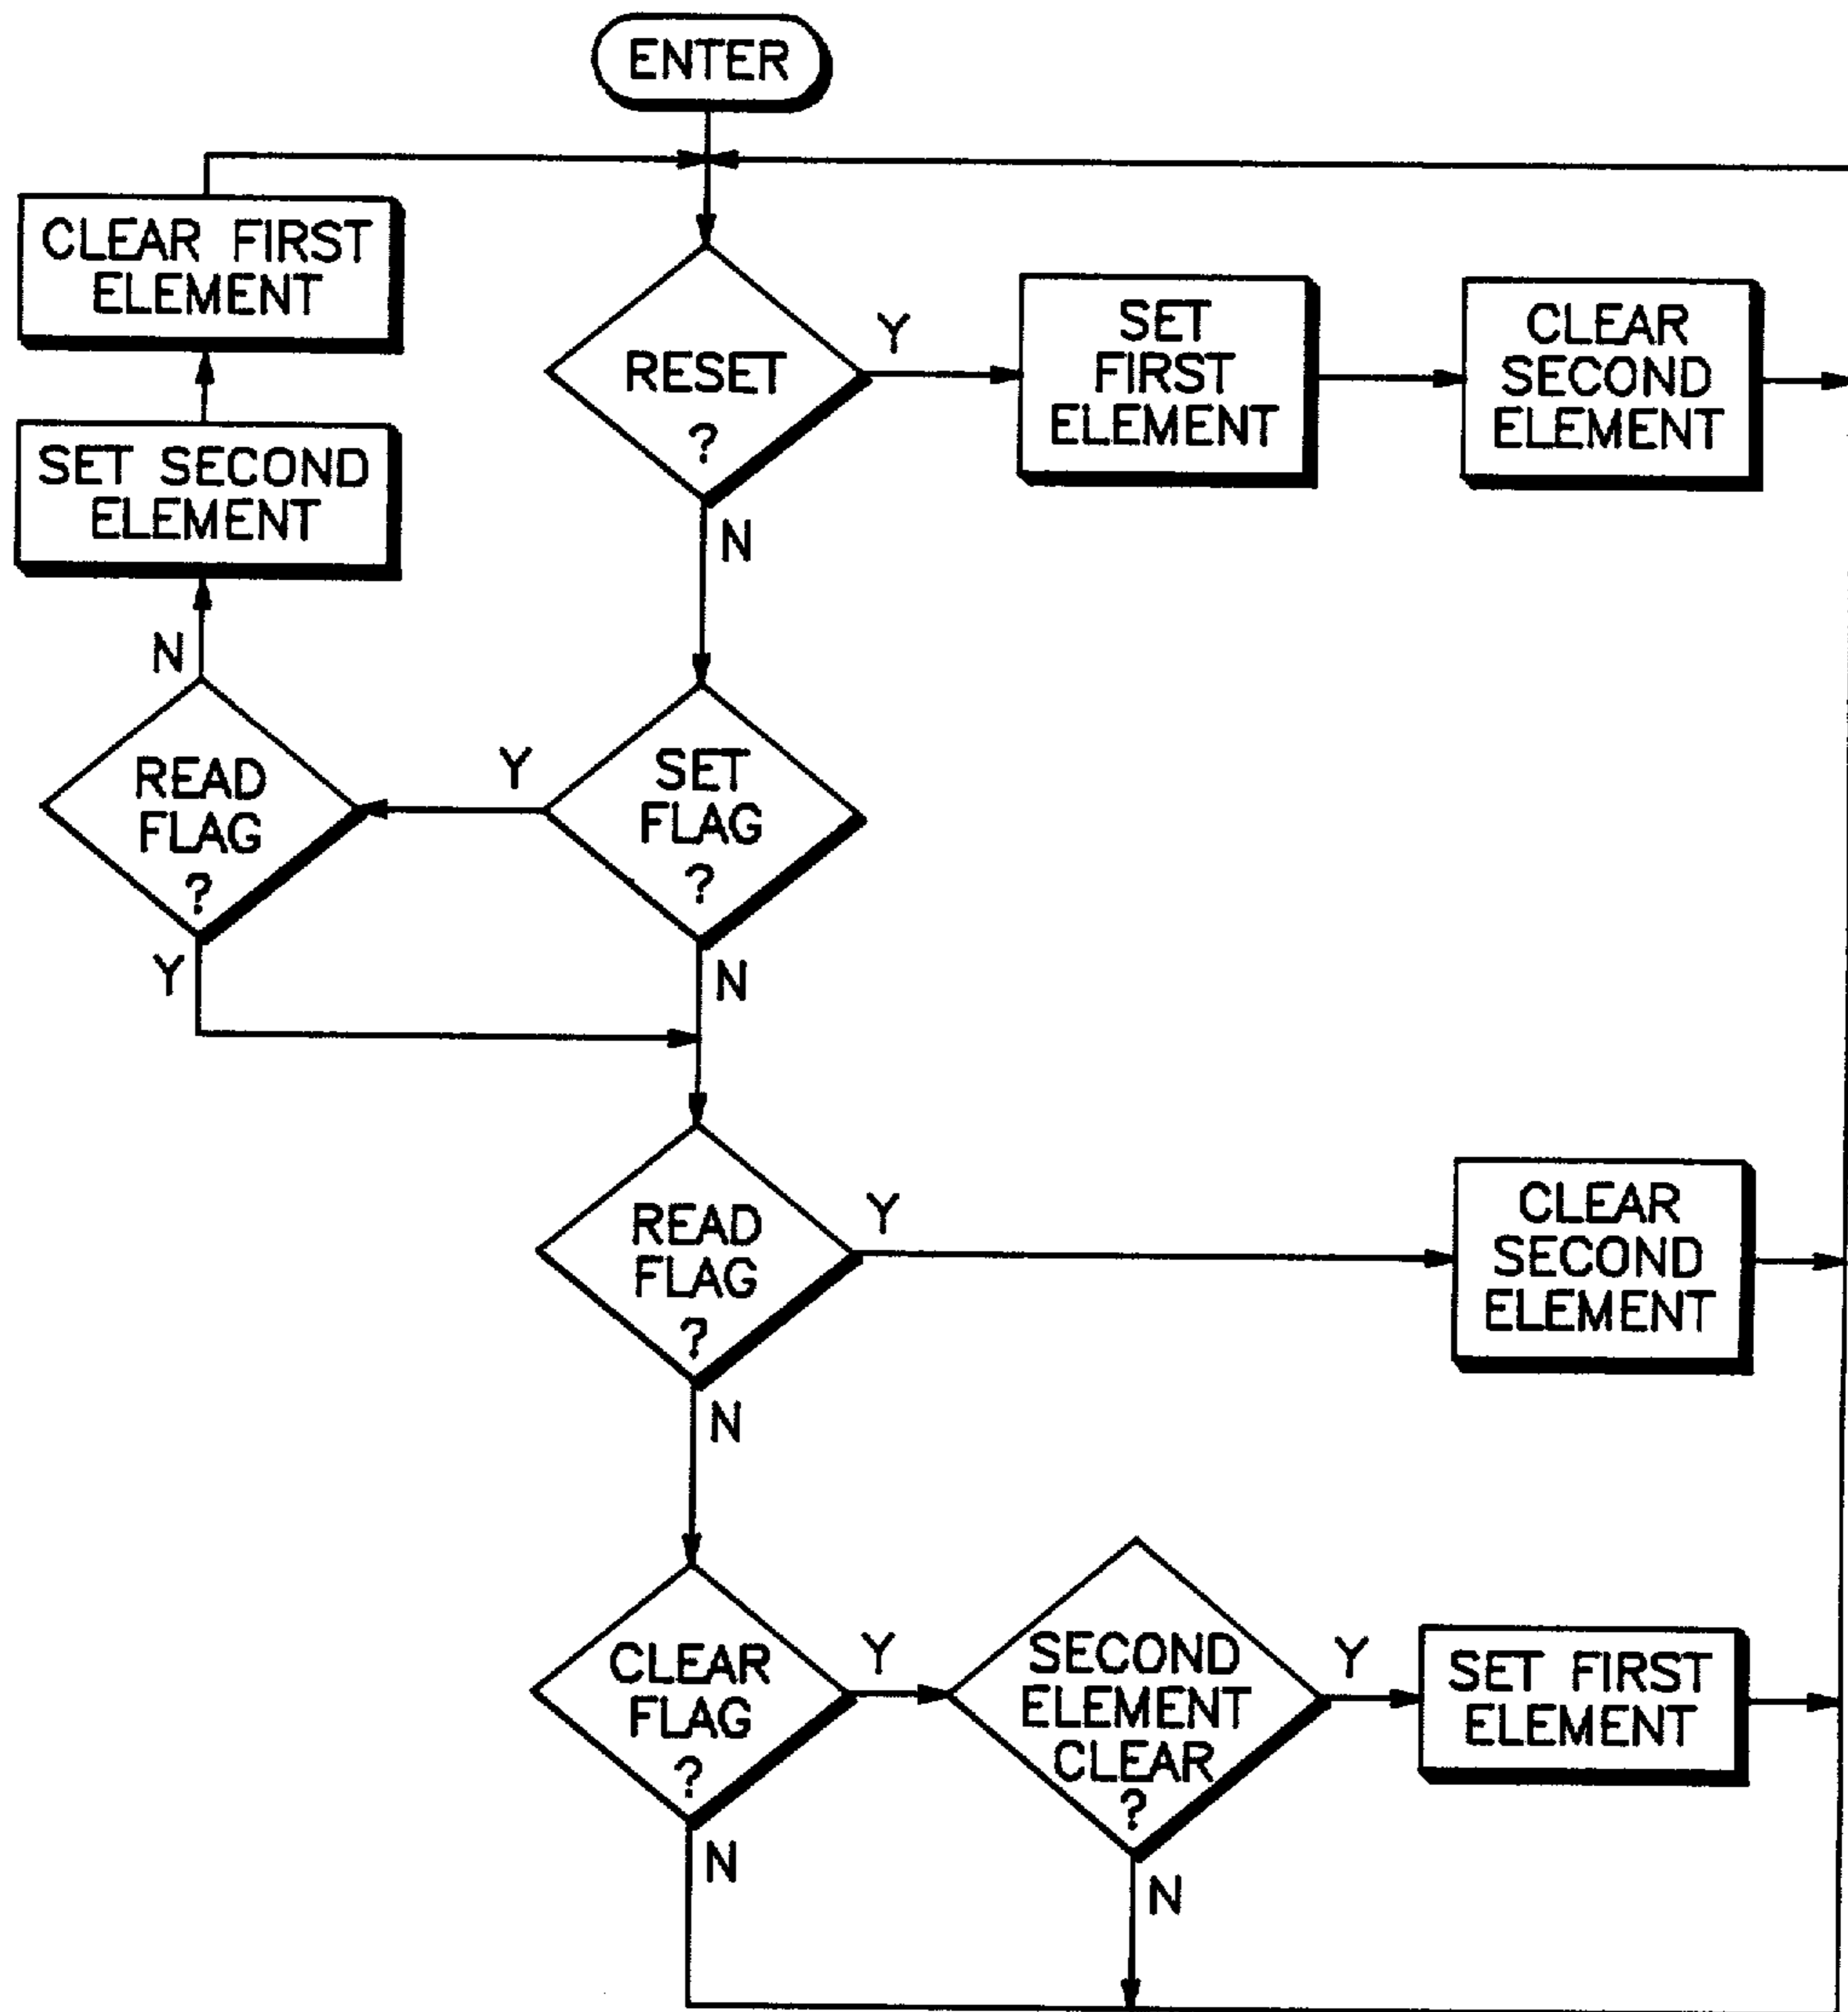 ENTER
CLEAR FIRST
ELEMENT
RESET
?
Y
SET
FIRST
ELEMENT
CLEAR
SECOND
ELEMENT
SET SECOND
ELEMENT
N
N
READ
FLAG
?
Y
Y
SET
FLAG
?
N
READ
FLAG
?
Y
CLEAR
SECOND
ELEMENT
N
CLEAR
FLAG
?
Y
SECOND
ELEMENT
CLEAR
?
Y
SET FIRST
ELEMENT
N
N